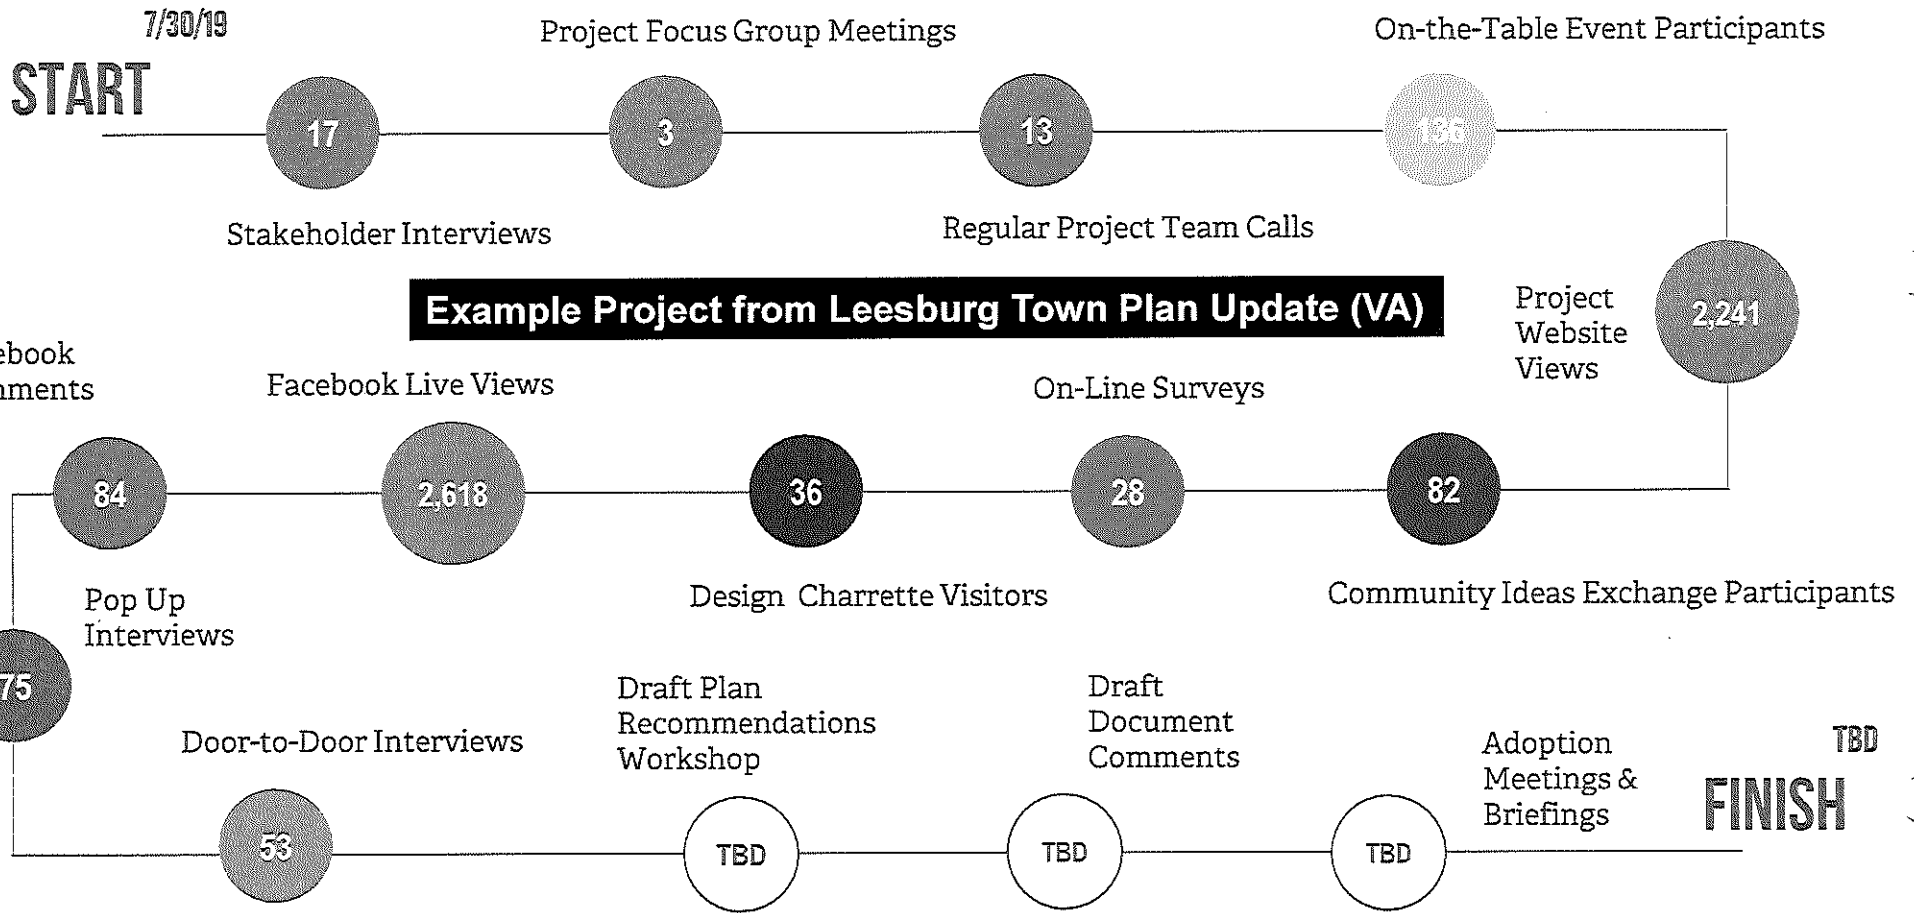 7/30/19
START
Project Focus Group Meetings
On-the-Table Event Participants
17
3
13
136
Stakeholder Interviews
Regular Project Team Calls
Example Project from Leesburg Town Plan Update (VA)
Project
Website
Views
2,241
ebook
ments
Facebook Live Views
On-Line Surveys
84
2,618
36
28
82
Pop Up
Interviews
Design Charrette Visitors
Community Ideas Exchange Participants
75
Door-to-Door Interviews
Draft Plan
Recommendations
Workshop
Draft
Document
Comments
Adoption
Meetings &
Briefings
TBD
FINISH
53
TBD
TBD
TBD